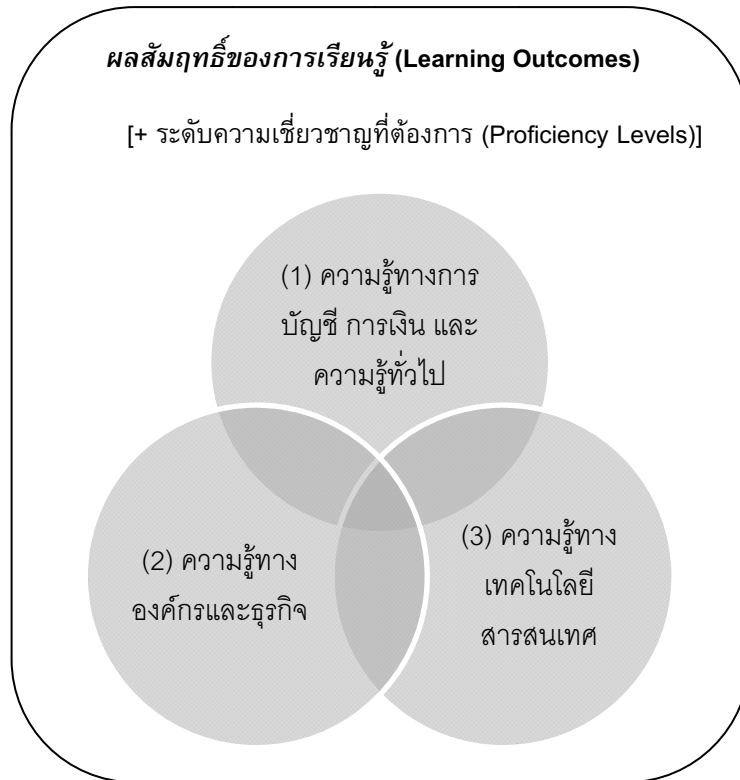 ผลสัมฤทธิ์ของการเรียนรู้ (Learning Outcomes)
[+ ระดับความเชี่ยวชาญที่ต้องการ (Proficiency Levels)]
(1) ความรู้ทางการ
บัญชี การเงิน และ
ความรู้ทั่วไป
(2) ความรู้ทาง
องค์กรและธุรกิจ
(3) ความรู้ทาง
เทคโนโลยี
สารสนเทศ